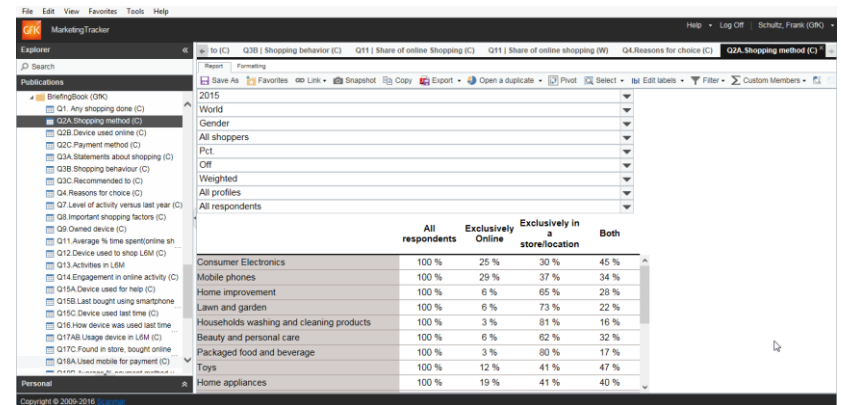 File Edit View Favorites Tools Help
GfK MarketingTracker
Help Log Off | Schultz, Frank (GfK)
Explorer «
to (C) Q3B | Shopping behavior (C) Q11 | Share of online Shopping (C) Q11 | Share of online shopping (W) Q4.Reasons for choice (C) Q2A.Shopping method (C) ×
Search
Report Formatting
Publications
Save As Favorites Link Snapshot Copy Export Open a duplicate Pivot Select Edit labels Filter Custom Members
BriefingBook (GfK)
Q1. Any shopping done (C)
Q2A.Shopping method (C)
Q2B.Device used online (C)
Q2C.Payment method (C)
Q3A.Statements about shopping (C)
Q3B.Shopping behaviour (C)
Q3C.Recommended to (C)
Q4.Reasons for choice (C)
Q7.Level of activity versus last year (C)
Q8.Important shopping factors (C)
Q9.Owned device (C)
Q11.Average % time spent(online sh
Q12.Device used to shop L6M (C)
Q13.Activities in L6M
Q14.Engagement in online activity (C)
Q15A.Device used for help (C)
Q15B.Last bought using smartphone
Q15C.Device used last time (C)
Q16.How device was used last time
Q17AB.Usage device in L6M (C)
Q17C.Found in store, bought online
Q18A.Used mobile for payment (C)
Personal
2015
World
Gender
All shoppers
Pct.
Off
Weighted
All profiles
All respondents
All respondents Exclusively Online Exclusively in a store/location Both
Consumer Electronics 100 % 25 % 30 % 45 %
Mobile phones 100 % 29 % 37 % 34 %
Home improvement 100 % 6 % 65 % 28 %
Lawn and garden 100 % 6 % 73 % 22 %
Households washing and cleaning products 100 % 3 % 81 % 16 %
Beauty and personal care 100 % 6 % 62 % 32 %
Packaged food and beverage 100 % 3 % 80 % 17 %
Toys 100 % 12 % 41 % 47 %
Home appliances 100 % 19 % 41 % 40 %
Copyright © 2009-2016 Scanmar